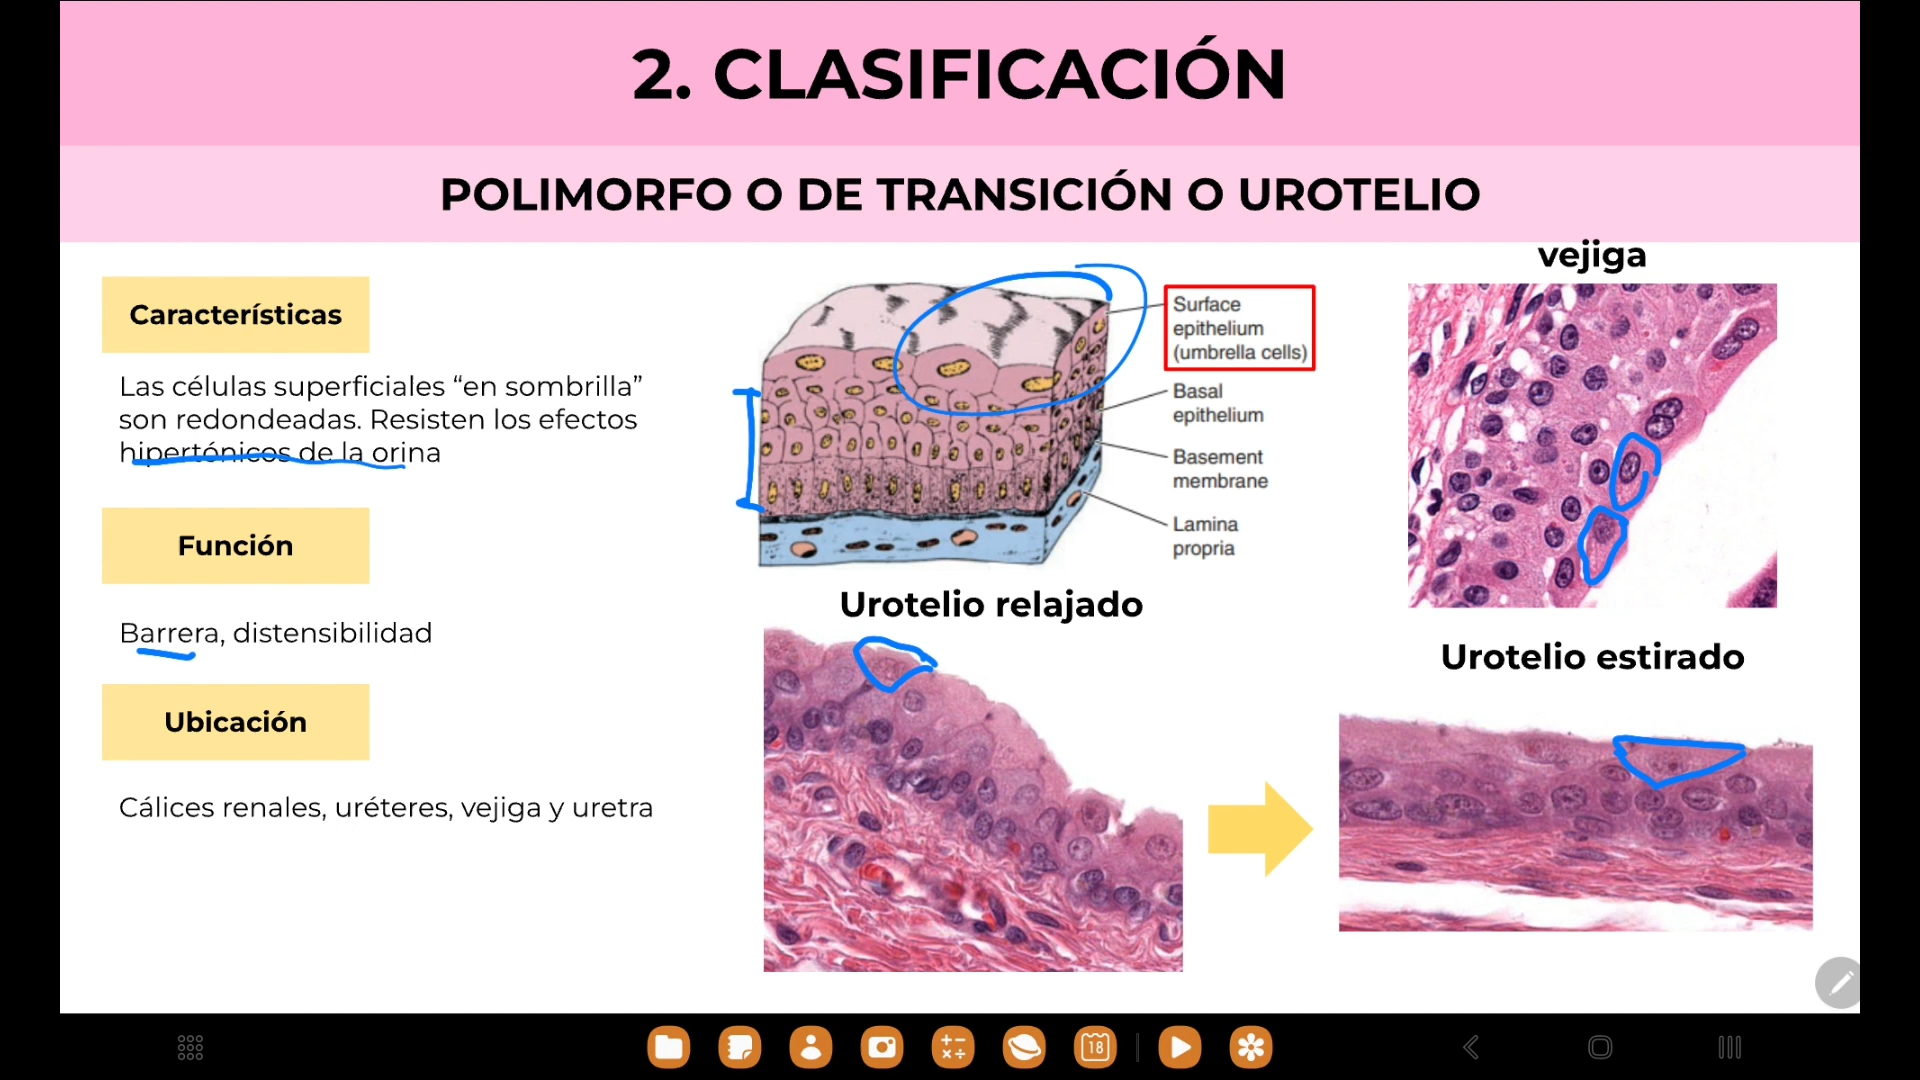 2. CLASIFICACIÓN
POLIMORFO O DE TRANSICIÓN O UROTELIO
Características
Las células superficiales “en sombrilla”
son redondeadas. Resisten los efectos
hipertónicos de la orina
Función
Barrera, distensibilidad
Ubicación
Cálices renales, uréteres, vejiga y uretra
Surface
epithelium
(umbrella cells)
Basal
epithelium
Basement
membrane
Lamina
propria
Urotelio relajado
vejiga
Urotelio estirado
18